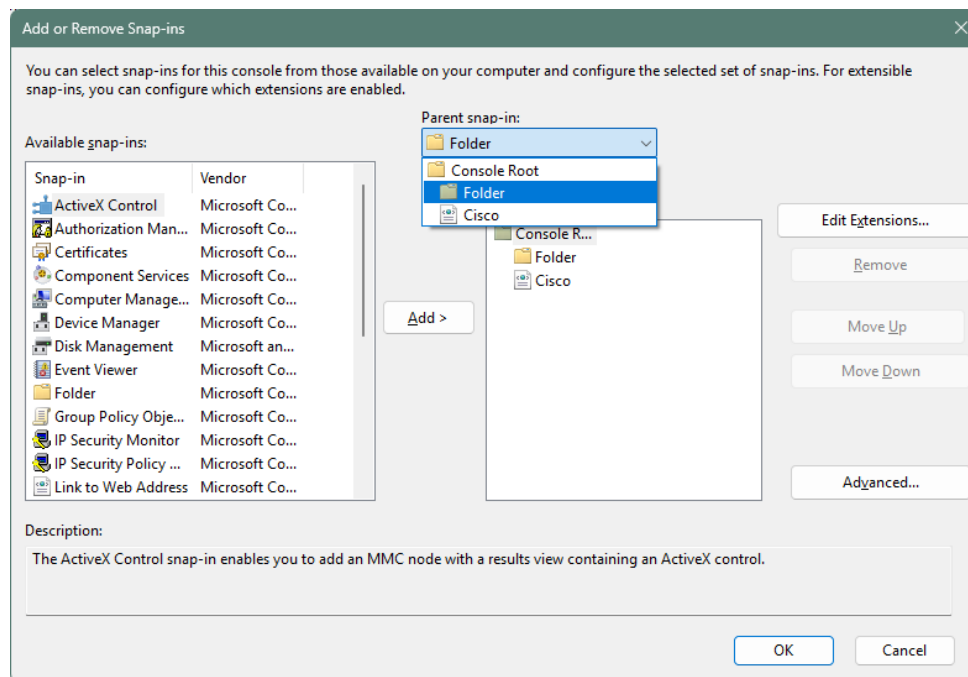 Add or Remove Snap-ins
You can select snap-ins for this console from those available on your computer and configure the selected set of snap-ins. For extensible
snap-ins, you can configure which extensions are enabled.
Parent snap-in:
Folder
Console Root
Folder
Cisco
Available snap-ins:
Snap-in Vendor
ActiveX Control Microsoft Co...
Authorization Man... Microsoft Co...
Certificates Microsoft Co...
Component Services Microsoft Co...
Computer Manage... Microsoft Co...
Device Manager Microsoft Co...
Disk Management Microsoft an...
Event Viewer Microsoft Co...
Folder Microsoft Co...
Group Policy Obje... Microsoft Co...
IP Security Monitor Microsoft Co...
IP Security Policy ... Microsoft Co...
Link to Web Address Microsoft Co...
Add >
Console R...
Folder
Cisco
Edit Extensions...
Remove
Move Up
Move Down
Advanced...
Description:
The ActiveX Control snap-in enables you to add an MMC node with a results view containing an ActiveX control.
OK Cancel